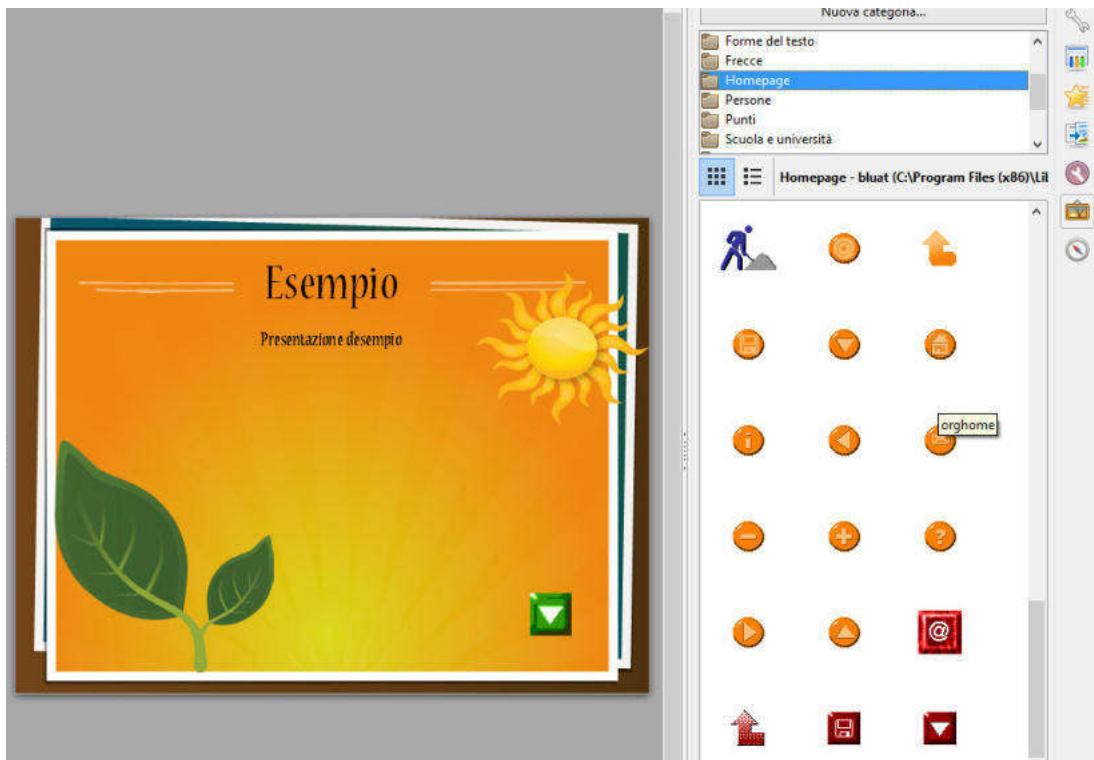 Nuova categoria...
Forme del testo
Frecce
Homepage
Persone
Punti
Scuola e università
Homepage - bluat (C:\Program Files (x86)\Lil
Esempio
Presentazione desempio
orghome
@